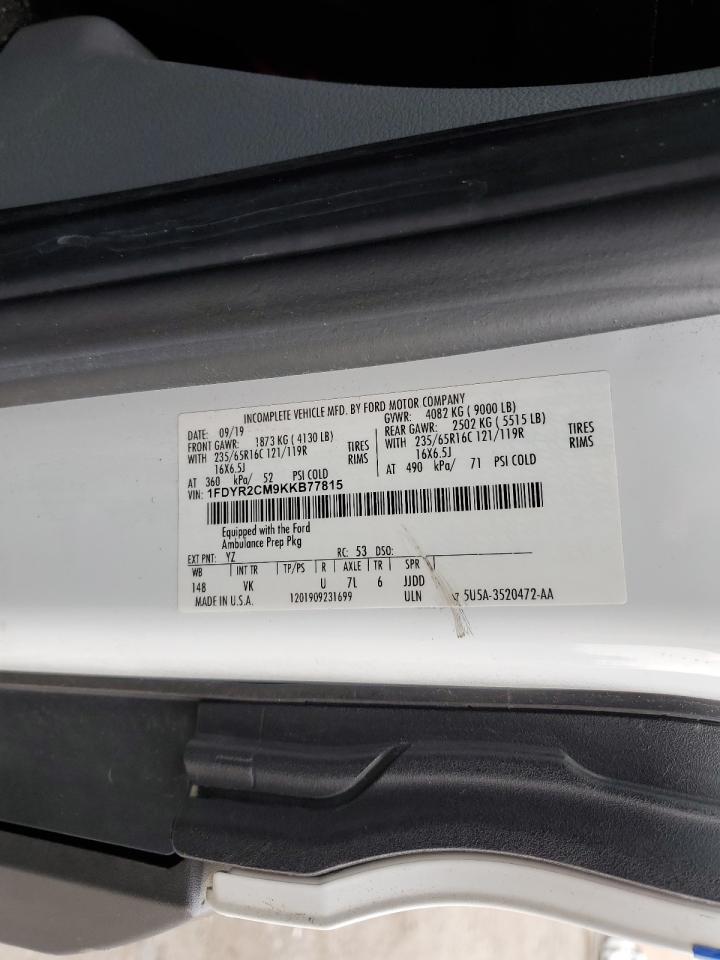 INCOMPLETE VEHICLE MFD. BY FORD MOTOR COMPANY
DATE: 09/19 GVWR: 4082 KG ( 9000 LB)
FRONT GAWR: 1873 KG ( 4130 LB) REAR GAWR: 2502 KG ( 5515 LB)
WITH 235/65R16C 121/119R TIRES WITH 235/65R16C 121/119R TIRES
16X6.5J RIMS 16X6.5J RIMS
AT 360 kPa/ 52 PSI COLD AT 490 kPa/ 71 PSI COLD
VIN: 1FDYR2CM9KKB77815
Equipped with the Ford
Ambulance Prep Pkg
EXT PNT: YZ RC: 53 DSO:
WB INT TR TP/PS R AXLE TR SPR
148 VK U 7L 6 JJDD
MADE IN U.S.A. 1201909231699 ULN 5U5A-3520472-AA